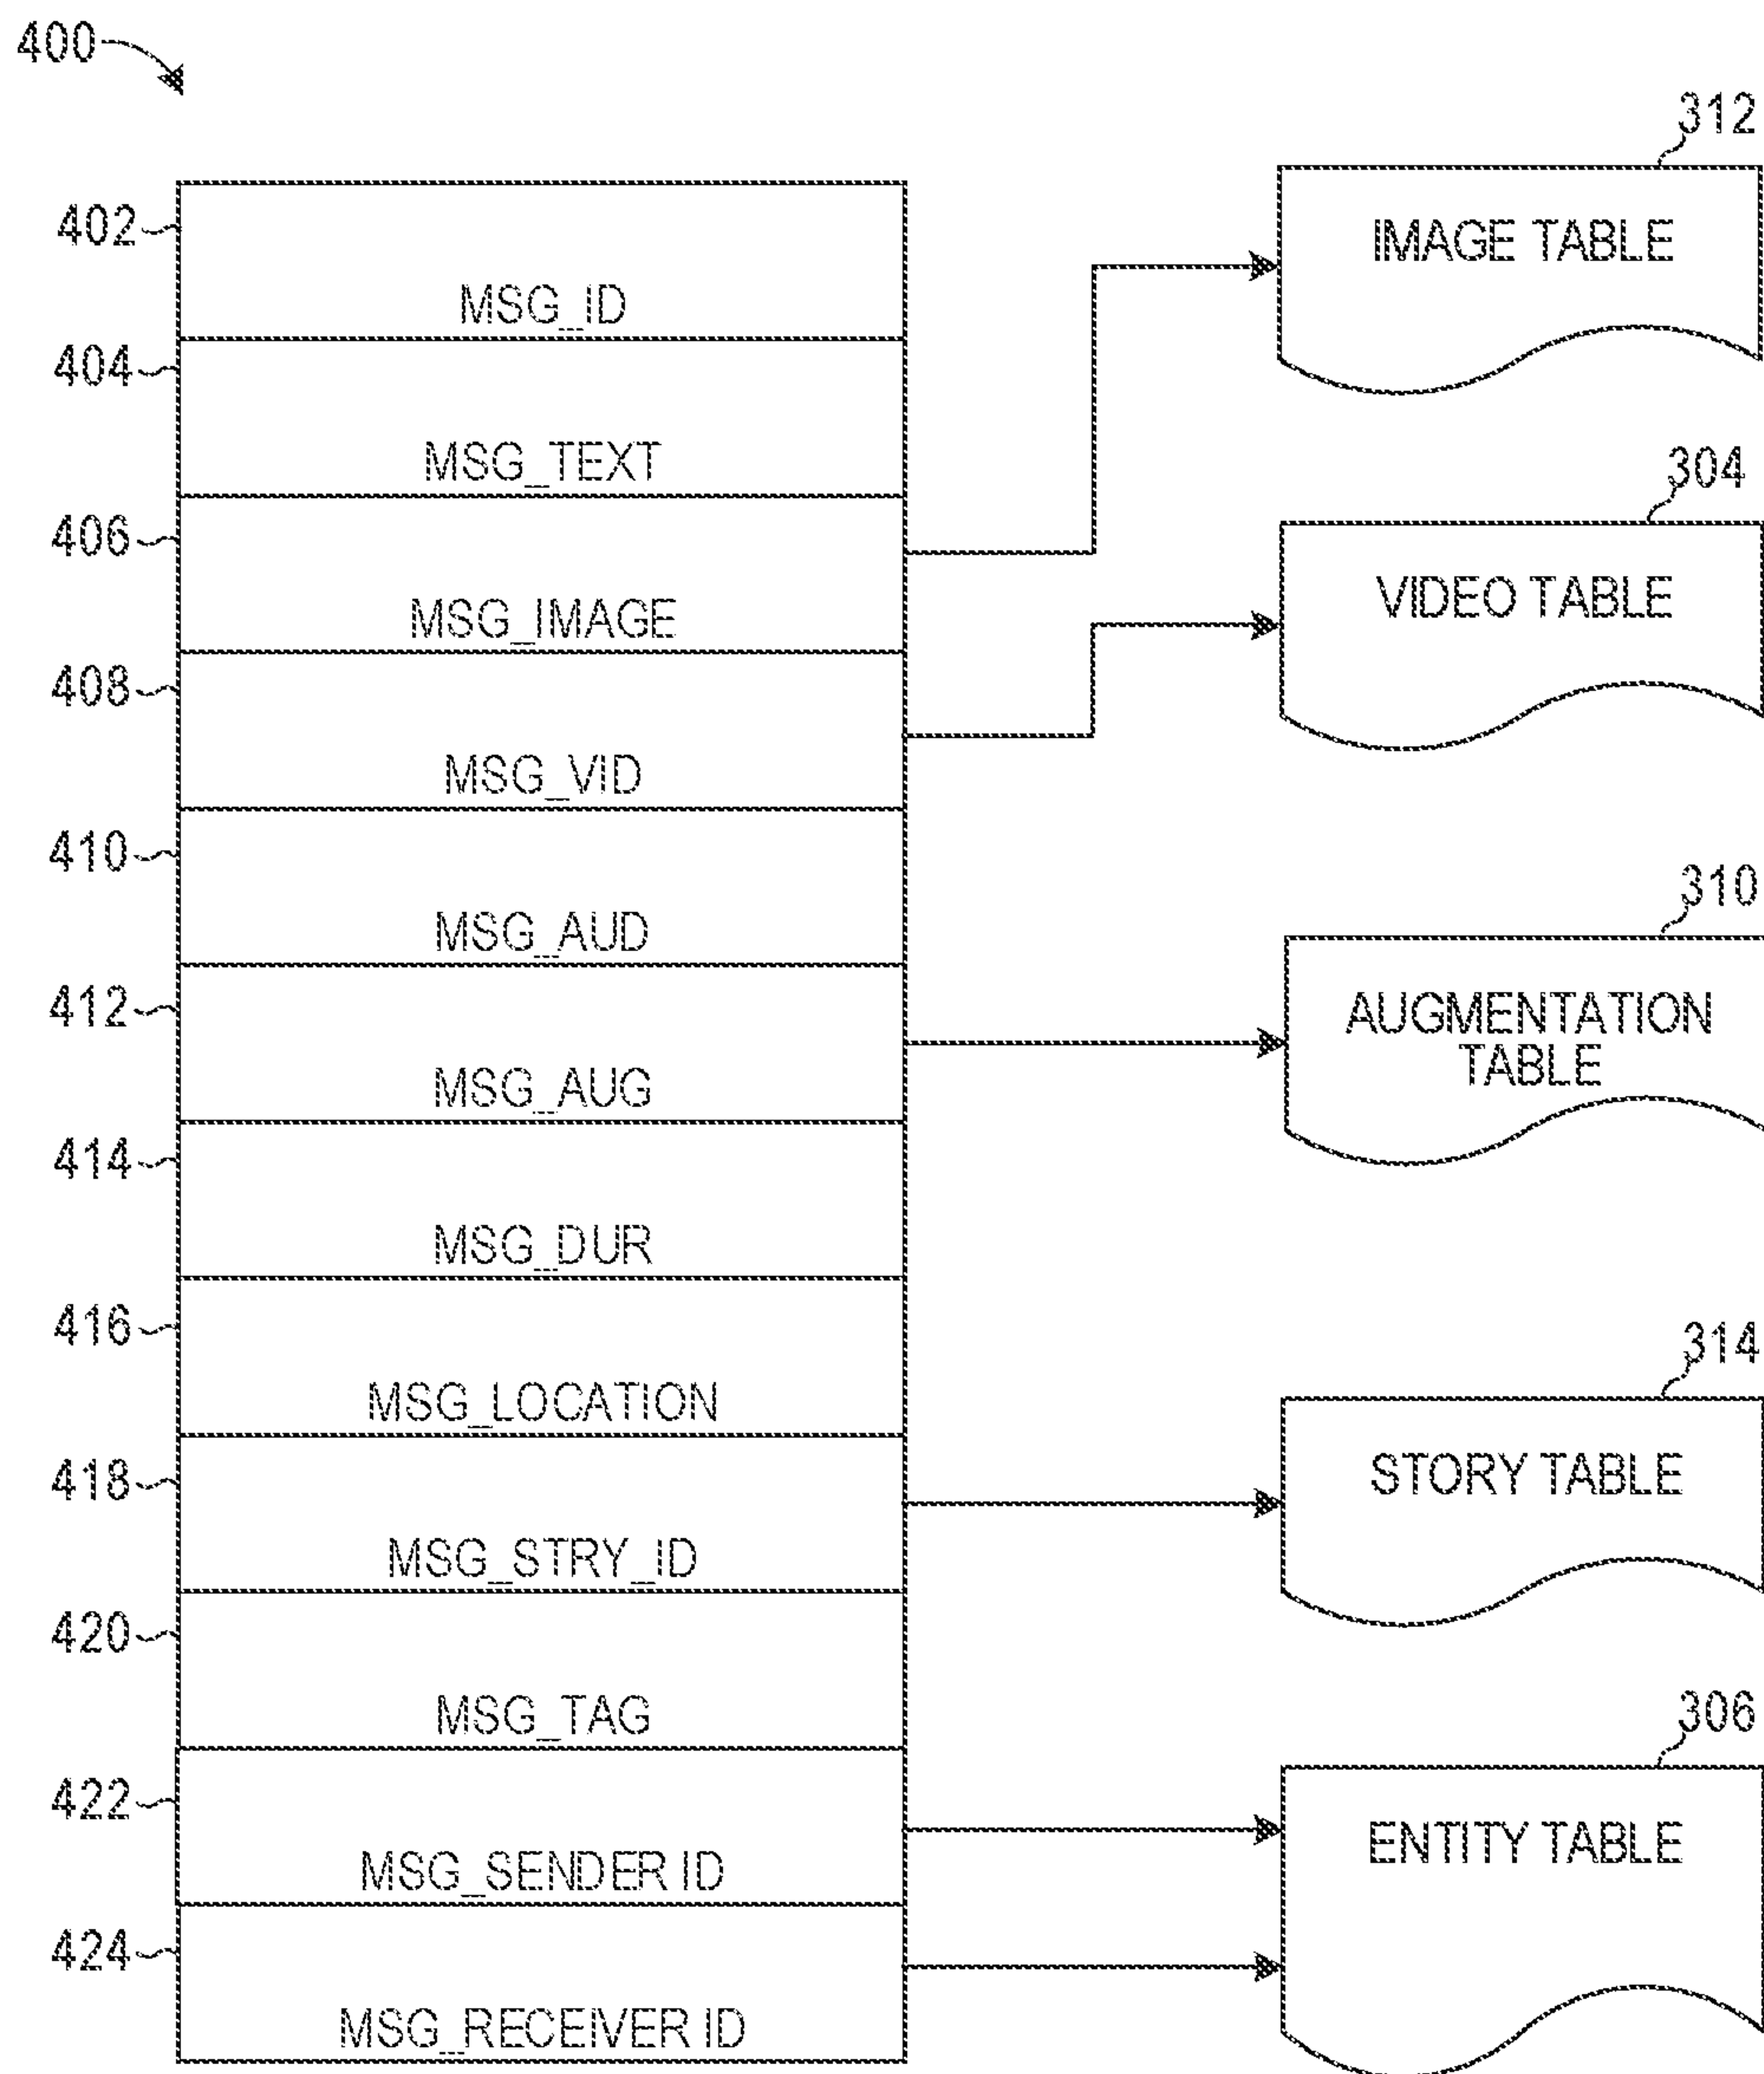 400
402
MSG_ID
404
MSG_TEXT
406
MSG_IMAGE
408
MSG_VID
410
MSG_AUD
412
MSG_AUG
414
MSG_DUR
416
MSG_LOCATION
418
MSG_STRY_ID
420
MSG_TAG
422
MSG_SENDER ID
424
MSG_RECEIVER ID
312
IMAGE TABLE
304
VIDEO TABLE
310
AUGMENTATION
TABLE
314
STORY TABLE
306
ENTITY TABLE